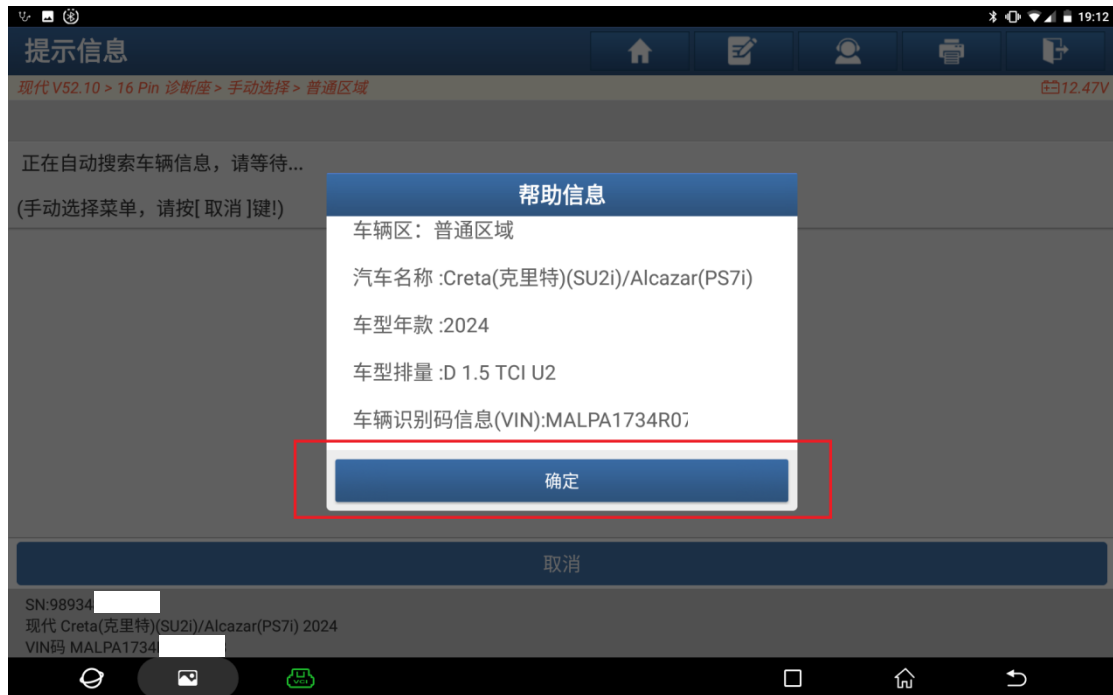 19:12
提示信息
现代 V52.10 > 16 Pin 诊断座 > 手动选择 > 普通区域
12.47V
正在自动搜索车辆信息，请等待...
(手动选择菜单，请按[ 取消 ]键!)
帮助信息
车辆区：普通区域
汽车名称 :Creta(克里特)(SU2i)/Alcazar(PS7i)
车型年款 :2024
车型排量 :D 1.5 TCI U2
车辆识别码信息(VIN):MALPA1734R07
确定
取消
SN:98934
现代 Creta(克里特)(SU2i)/Alcazar(PS7i) 2024
VIN码 MALPA1734
VCI